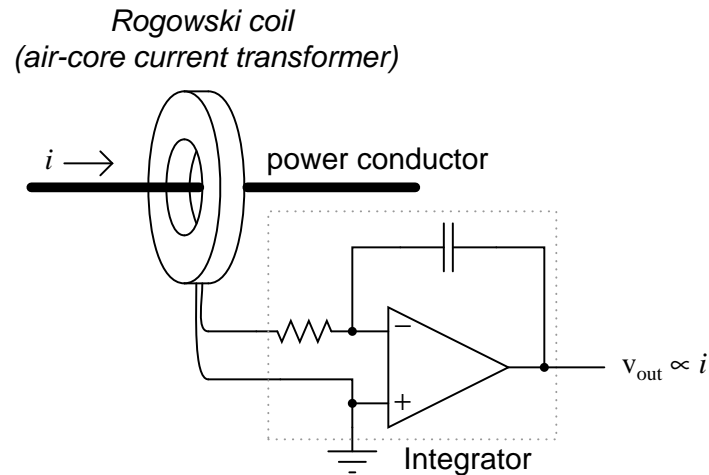 Rogowski coil
(air-core current transformer)
i
power conductor
−
+
v_out ∝ i
Integrator